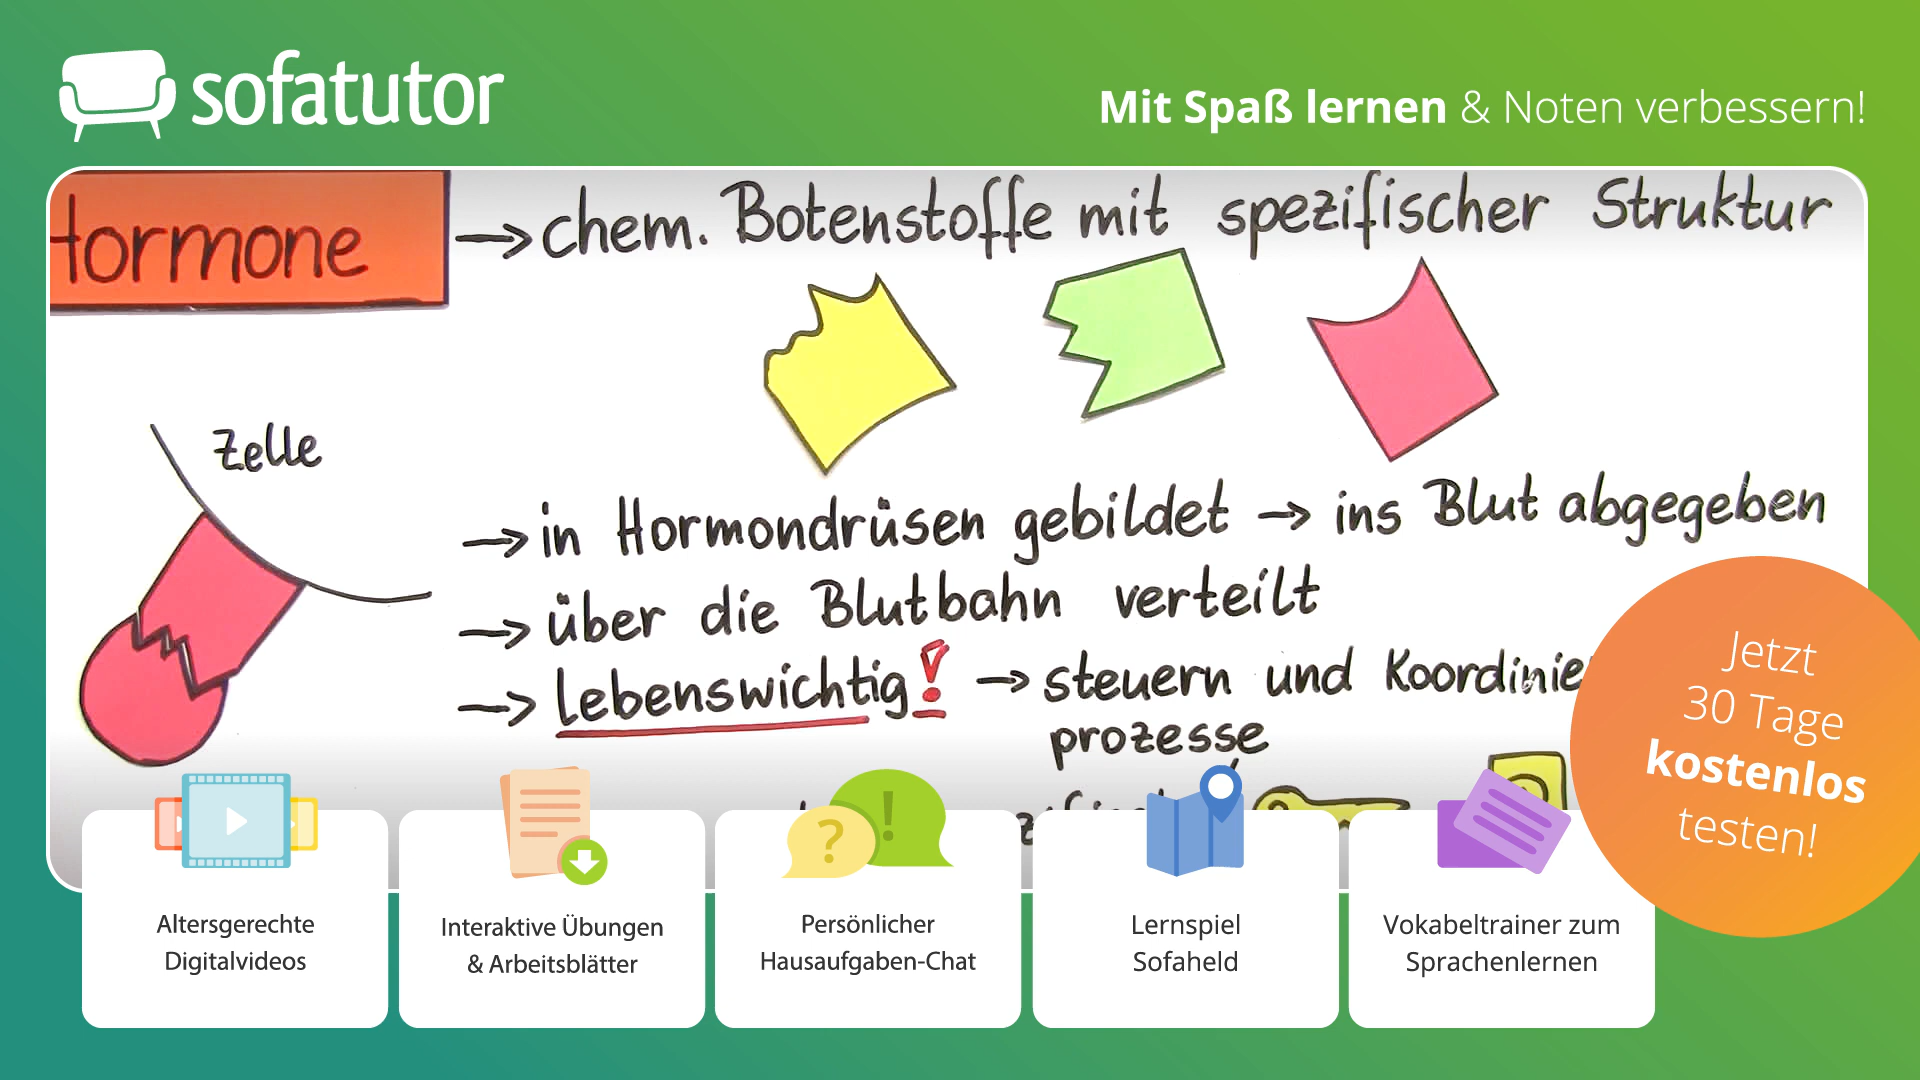 sofatutor
Mit Spaß lernen & Noten verbessern!
Hormone
→ chem. Botenstoffe mit spezifischer Struktur
Zelle
→ in Hormondrüsen gebildet → ins Blut abgegeben
→ über die Blutbahn verteilt
→ lebenswichtig! → steuern und
prozesse
Jetzt
30 Tage
kostenlos
testen!
?
!
Altersgerechte
Digitalvideos
Interaktive Übungen
& Arbeitsblätter
Persönlicher
Hausaufgaben-Chat
Lernspiel
Sofaheld
Vokabeltrainer zum
Sprachenlernen